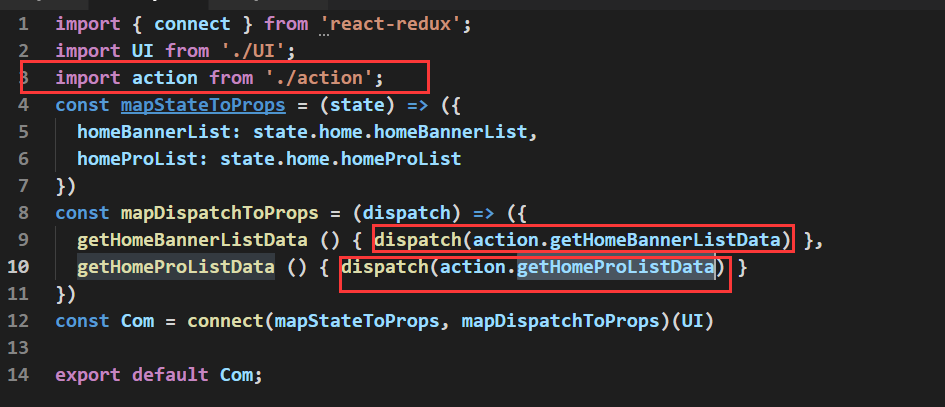 1 import { connect } from 'react-redux';
2 import UI from './UI';
3 import action from './action';
4 const mapStateToProps = (state) => ({
5 homeBannerList: state.home.homeBannerList,
6 homeProList: state.home.homeProList
7 })
8 const mapDispatchToProps = (dispatch) => ({
9 getHomeBannerListData () { dispatch(action.getHomeBannerListData) },
10 getHomeProListData () { dispatch(action.getHomeProListData) }
11 })
12 const Com = connect(mapStateToProps, mapDispatchToProps)(UI)
13
14 export default Com;